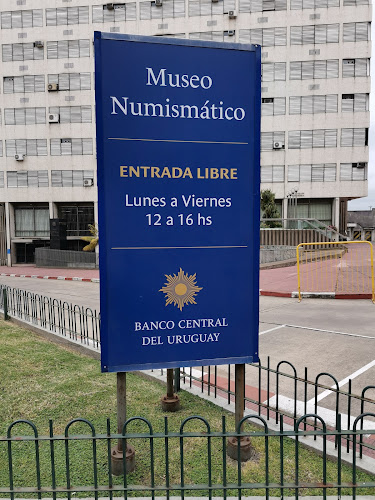 Museo
Numismático
ENTRADA LIBRE
Lunes a Viernes
12 a 16 hs
BANCO CENTRAL
DEL URUGUAY